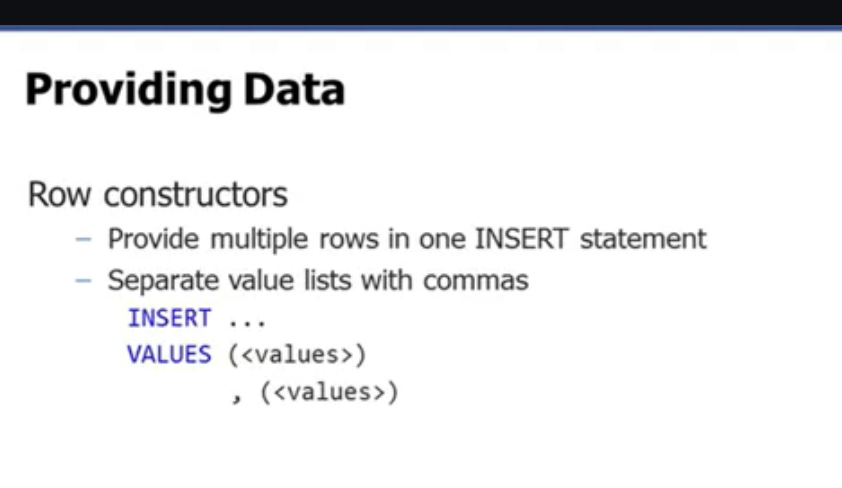 Providing Data
Row constructors
– Provide multiple rows in one INSERT statement
– Separate value lists with commas
INSERT ...
VALUES (<values>)
, (<values>)